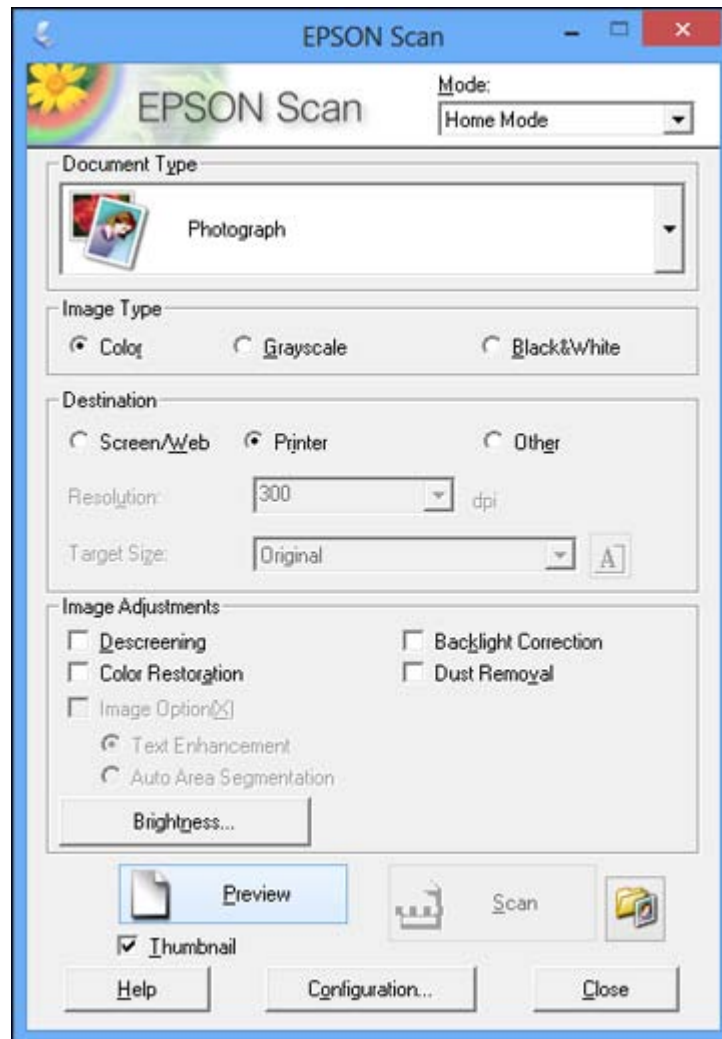 EPSON Scan
EPSON Scan
Mode:
Home Mode
Document Type
Photograph
Image Type
Color Grayscale Black&White
Destination
Screen/Web Printer Other
Resolution: 300 dpi
Target Size: Original A
Image Adjustments
Descreening Backlight Correction
Color Restoration Dust Removal
Image Option(X)
Text Enhancement
Auto Area Segmentation
Brightness...
Preview Scan
Thumbnail
Help Configuration... Close